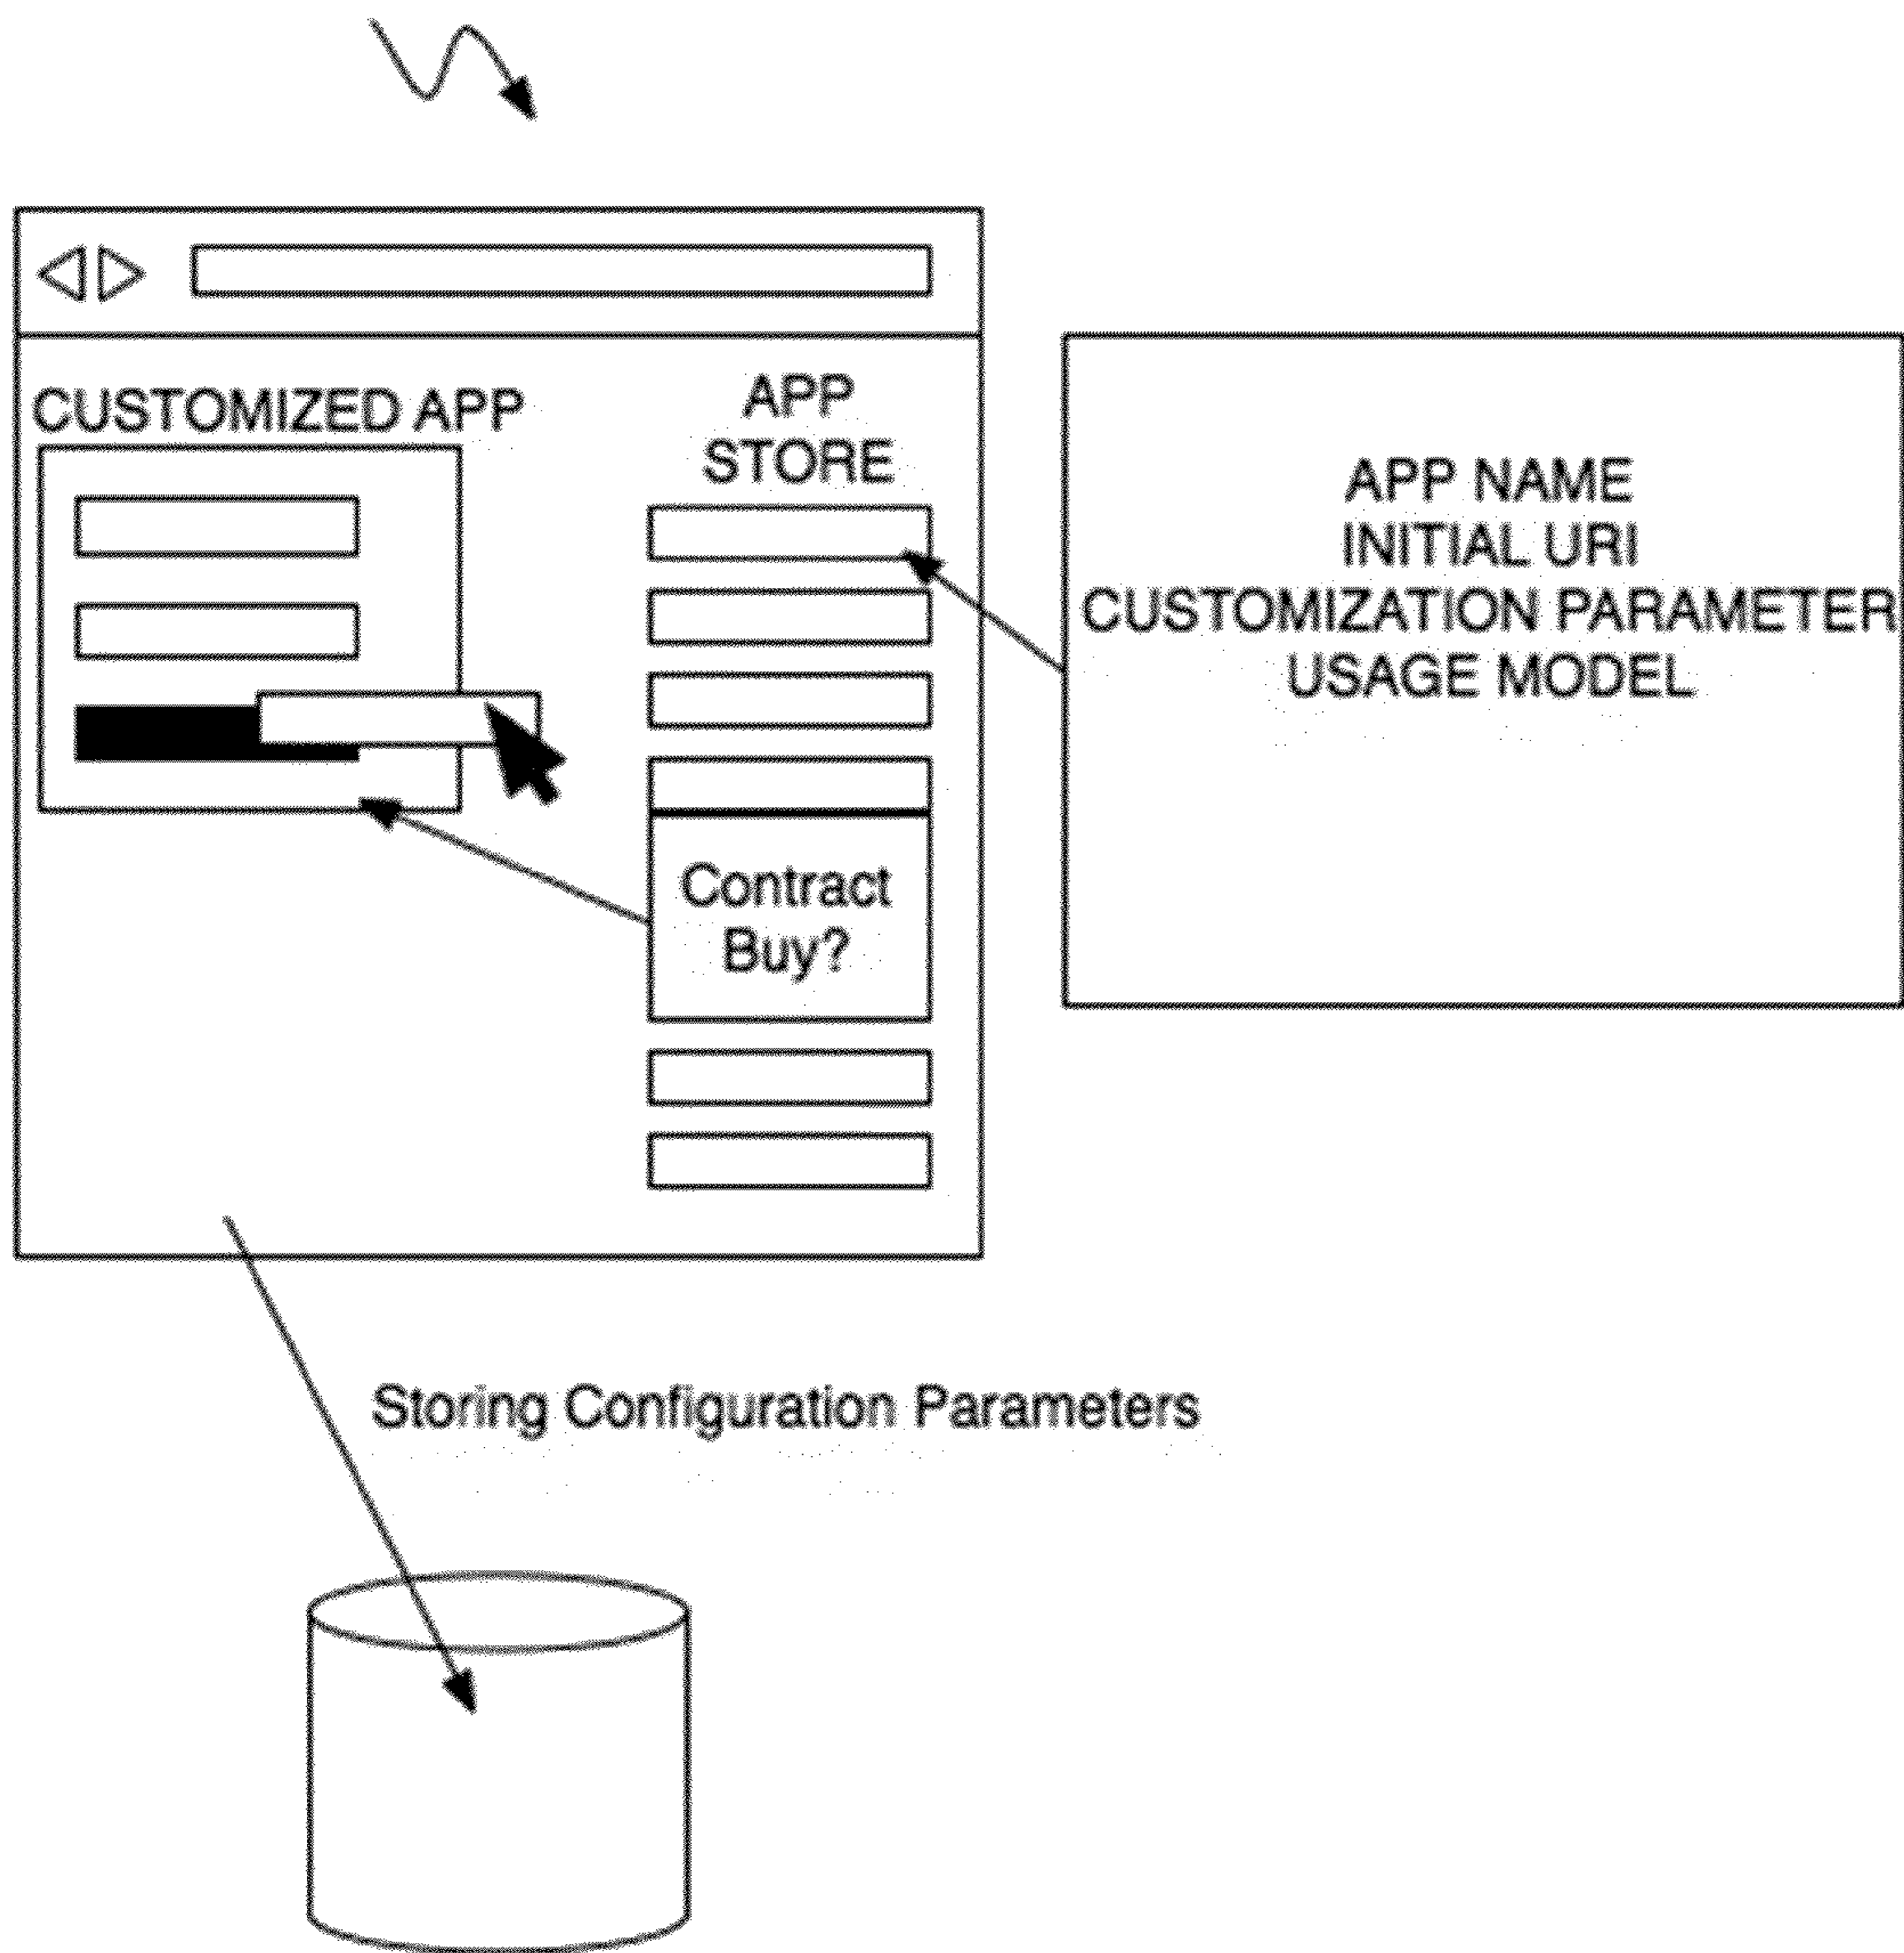 CUSTOMIZED APP
APP
STORE
Contract
Buy?
APP NAME
INITIAL URI
CUSTOMIZATION PARAMETER
USAGE MODEL
Storing Configuration Parameters